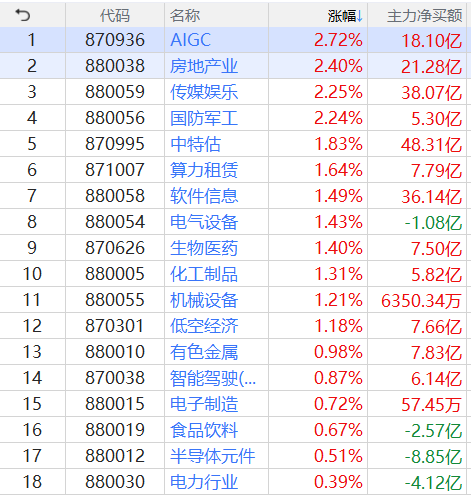 代码 名称 涨幅↓ 主力净买额
1 870936 AIGC 2.72% 18.10亿
2 880038 房地产业 2.40% 21.28亿
3 880059 传媒娱乐 2.25% 38.07亿
4 880056 国防军工 2.24% 5.30亿
5 870995 中特估 1.83% 48.31亿
6 871007 算力租赁 1.64% 7.79亿
7 880058 软件信息 1.49% 36.14亿
8 880054 电气设备 1.43% -1.08亿
9 870626 生物医药 1.40% 7.50亿
10 880005 化工制品 1.31% 5.82亿
11 880055 机械设备 1.21% 6350.34万
12 870301 低空经济 1.18% 7.66亿
13 880010 有色金属 0.98% 7.83亿
14 870038 智能驾驶(... 0.87% 6.14亿
15 880015 电子制造 0.72% 57.45万
16 880019 食品饮料 0.67% -2.57亿
17 880012 半导体元件 0.51% -8.85亿
18 880030 电力行业 0.39% -4.12亿